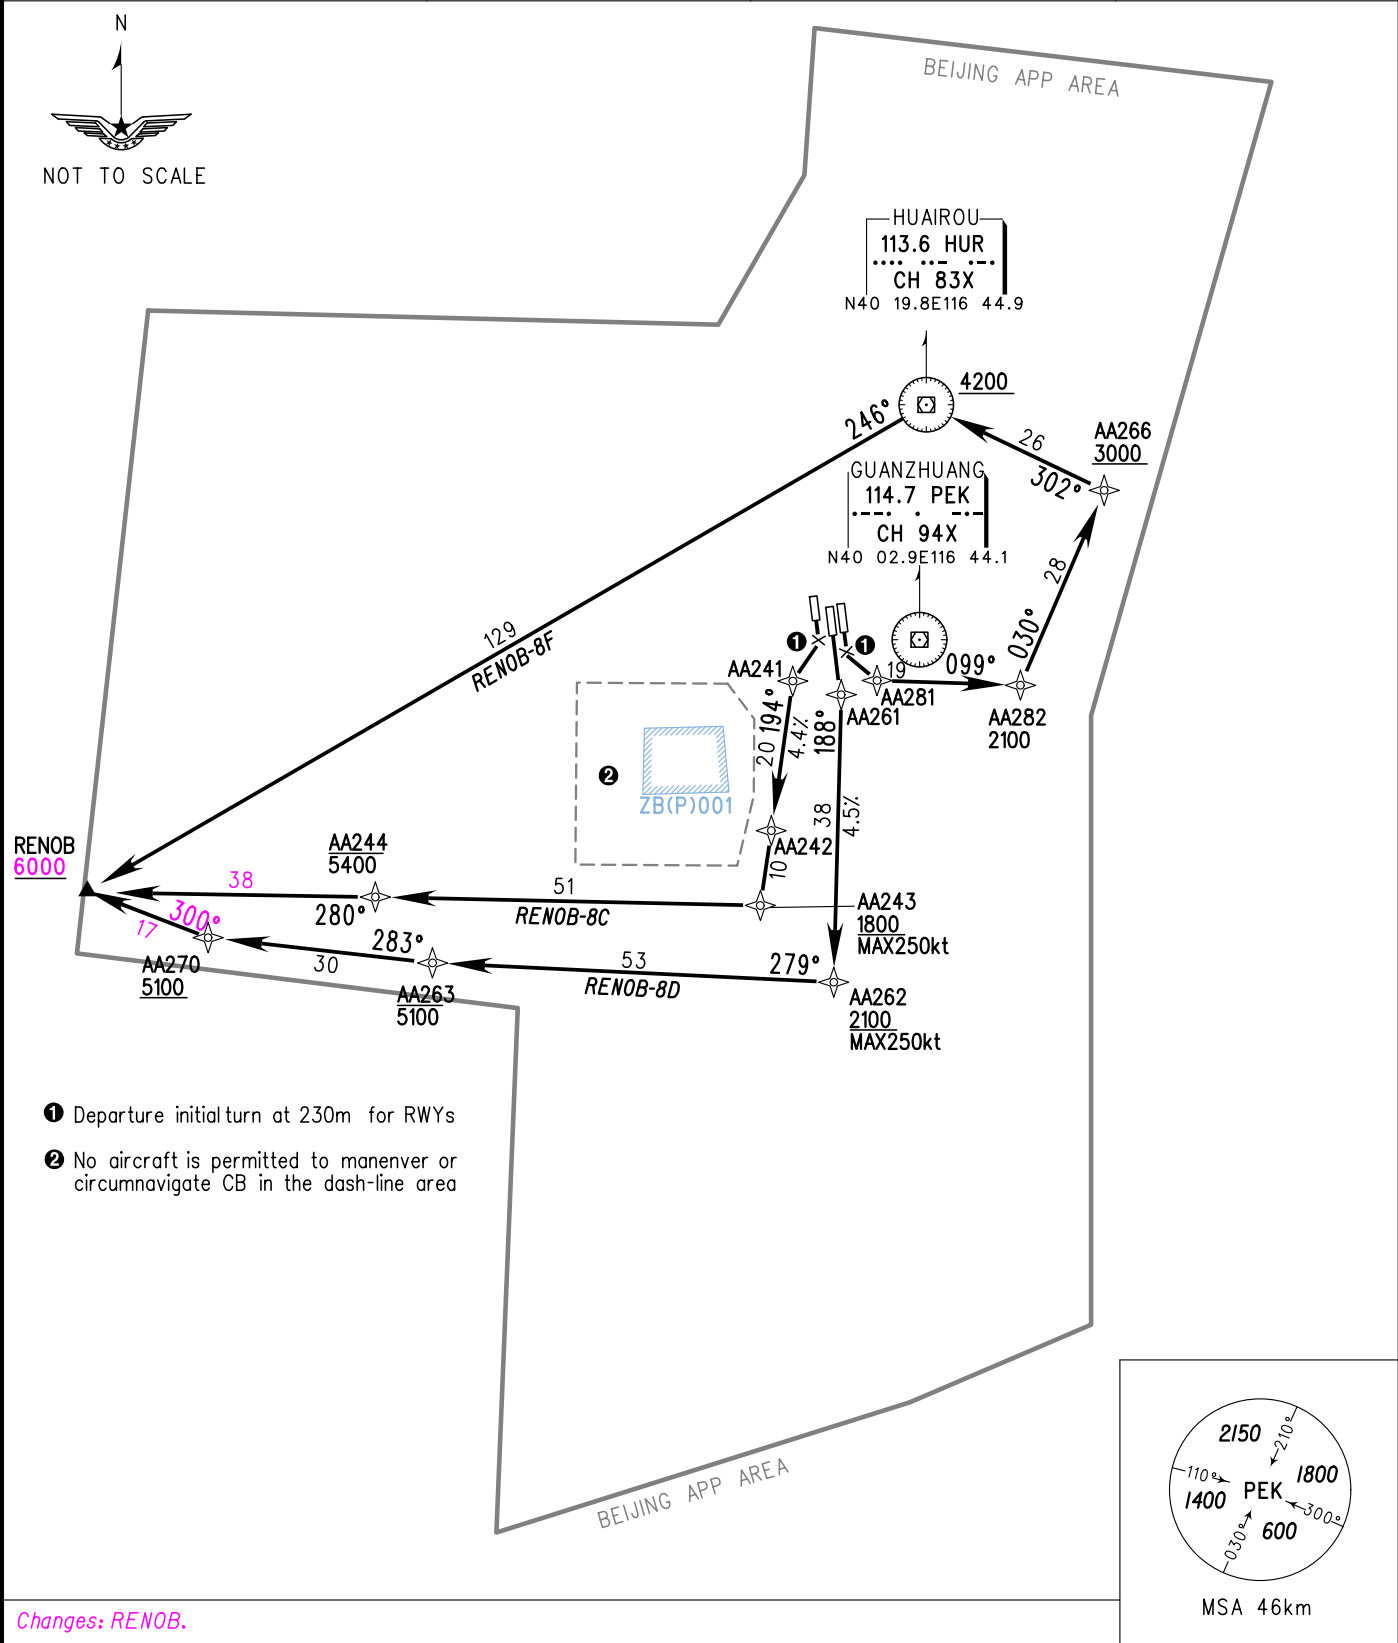 N
NOT TO SCALE
BEIJING APP AREA
HUAIROU
113.6 HUR
CH 83X
N40 19.8E116 44.9
4200
246°
26
302°
AA266
3000
GUANZHUANG
114.7 PEK
CH 94X
N40 02.9E116 44.1
28
030°
129
RENOB-8F
1
1
AA241
19
099°
AA281
AA261
AA282
2100
194°
20
4.4%
188°
38
4.5%
2
ZB(P)001
AA242
10
RENOB
6000
AA244
5400
38
51
280°
RENOB-8C
AA243
1800
MAX250kt
300°
17
283°
30
53
279°
RENOB-8D
AA270
5100
AA263
5100
AA262
2100
MAX250kt
1 Departure initial turn at 230m for RWYs
2 No aircraft is permitted to manenver or
circumnavigate CB in the dash-line area
BEIJING APP AREA
2150
210°
110°
1800
1400
PEK
300°
600
030°
MSA 46km
Changes: RENOB.